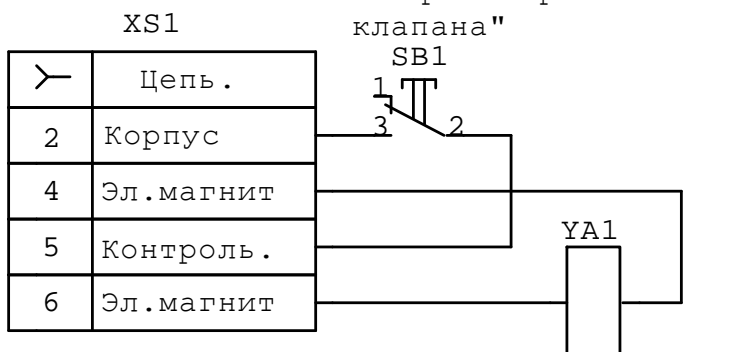 клапана"
XS1
SB1
Цепь.
1
3
2
2 Корпус
4 Эл.магнит
5 Контроль.
YA1
6 Эл.магнит